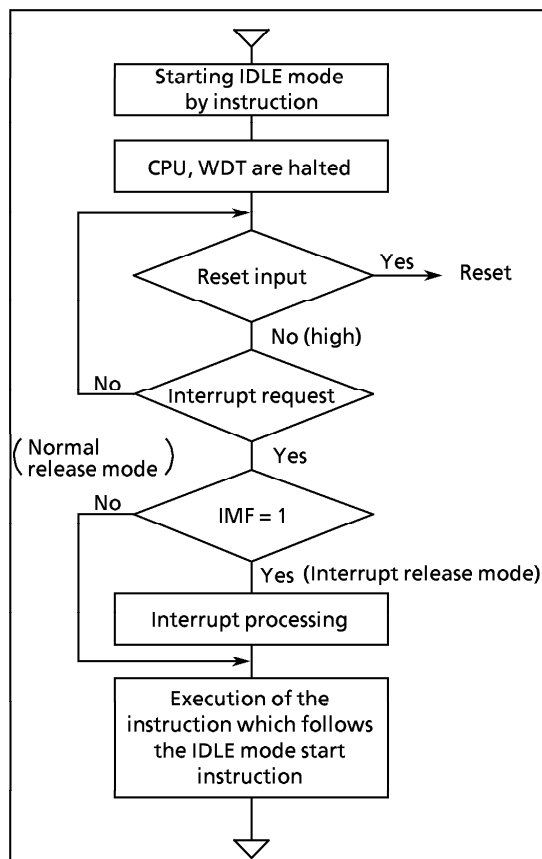 Starting IDLE mode
by instruction
CPU, WDT are halted
Reset input
Yes
Reset
No (high)
No
Interrupt request
(Normal
release mode)
Yes
No
IMF = 1
Yes (Interrupt release mode)
Interrupt processing
Execution of the
instruction which follows
the IDLE mode start
instruction